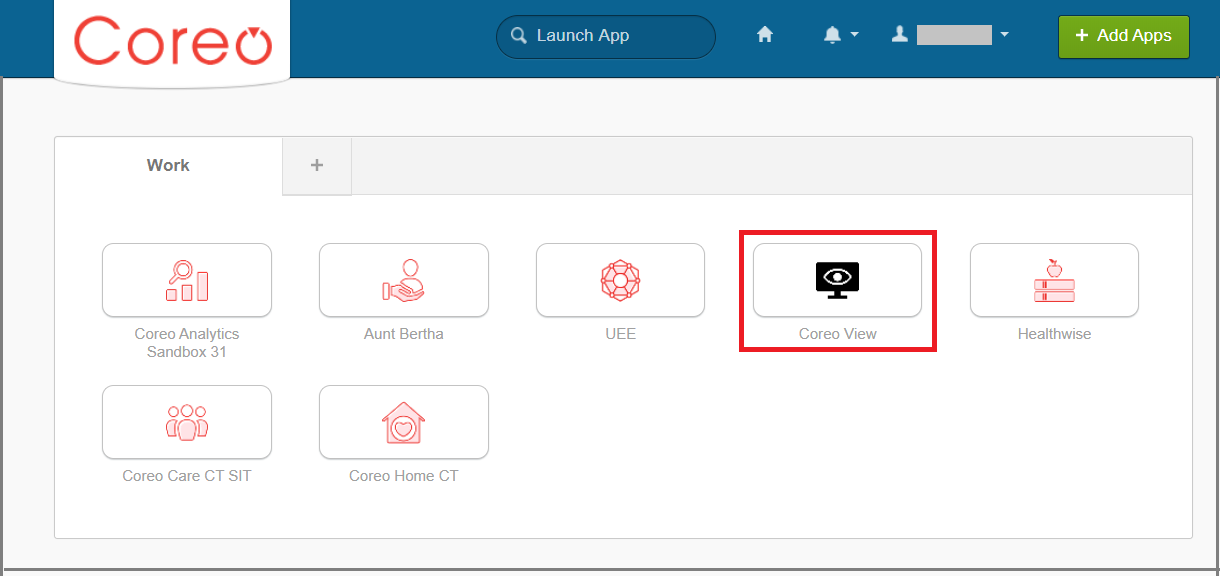 Coreo
Launch App
+ Add Apps
Work
+
Coreo Analytics
Sandbox 31
Aunt Bertha
UEE
Coreo View
Healthwise
Coreo Care CT SIT
Coreo Home CT